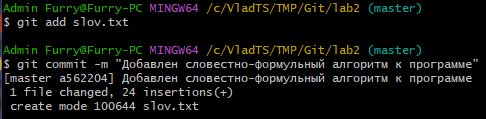 Admin Furry@Furry-PC MINGW64 /c/VladTS/TMP/Git/lab2 (master)
$ git add slov.txt
Admin Furry@Furry-PC MINGW64 /c/VladTS/TMP/Git/lab2 (master)
$ git commit -m "Добавлен словестно-формульный алгоритм к программе"
[master a562204] Добавлен словестно-формульный алгоритм к программе
 1 file changed, 24 insertions(+)
 create mode 100644 slov.txt